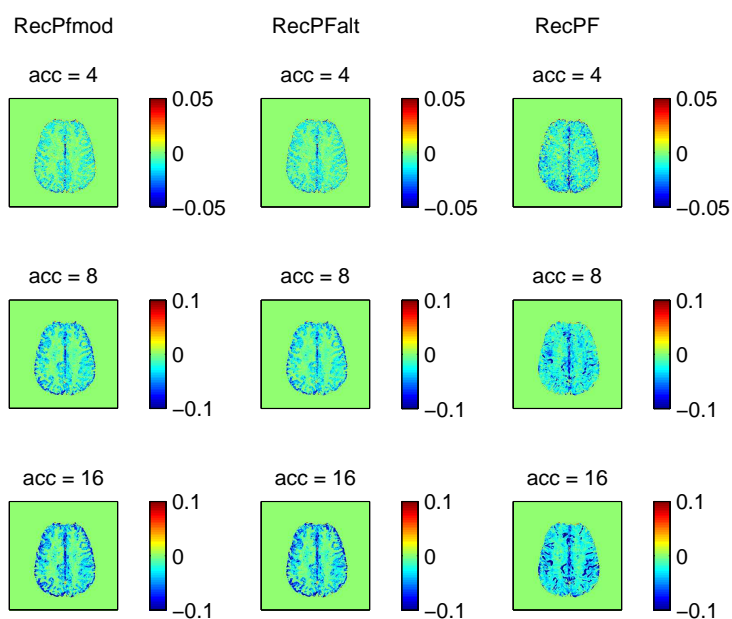 RecPfmod RecPFalt RecPF
acc = 4 acc = 4 acc = 4
0.05 0.05 0.05
0 0 0
−0.05 −0.05 −0.05
acc = 8 acc = 8 acc = 8
0.1 0.1 0.1
0 0 0
−0.1 −0.1 −0.1
acc = 16 acc = 16 acc = 16
0.1 0.1 0.1
0 0 0
−0.1 −0.1 −0.1